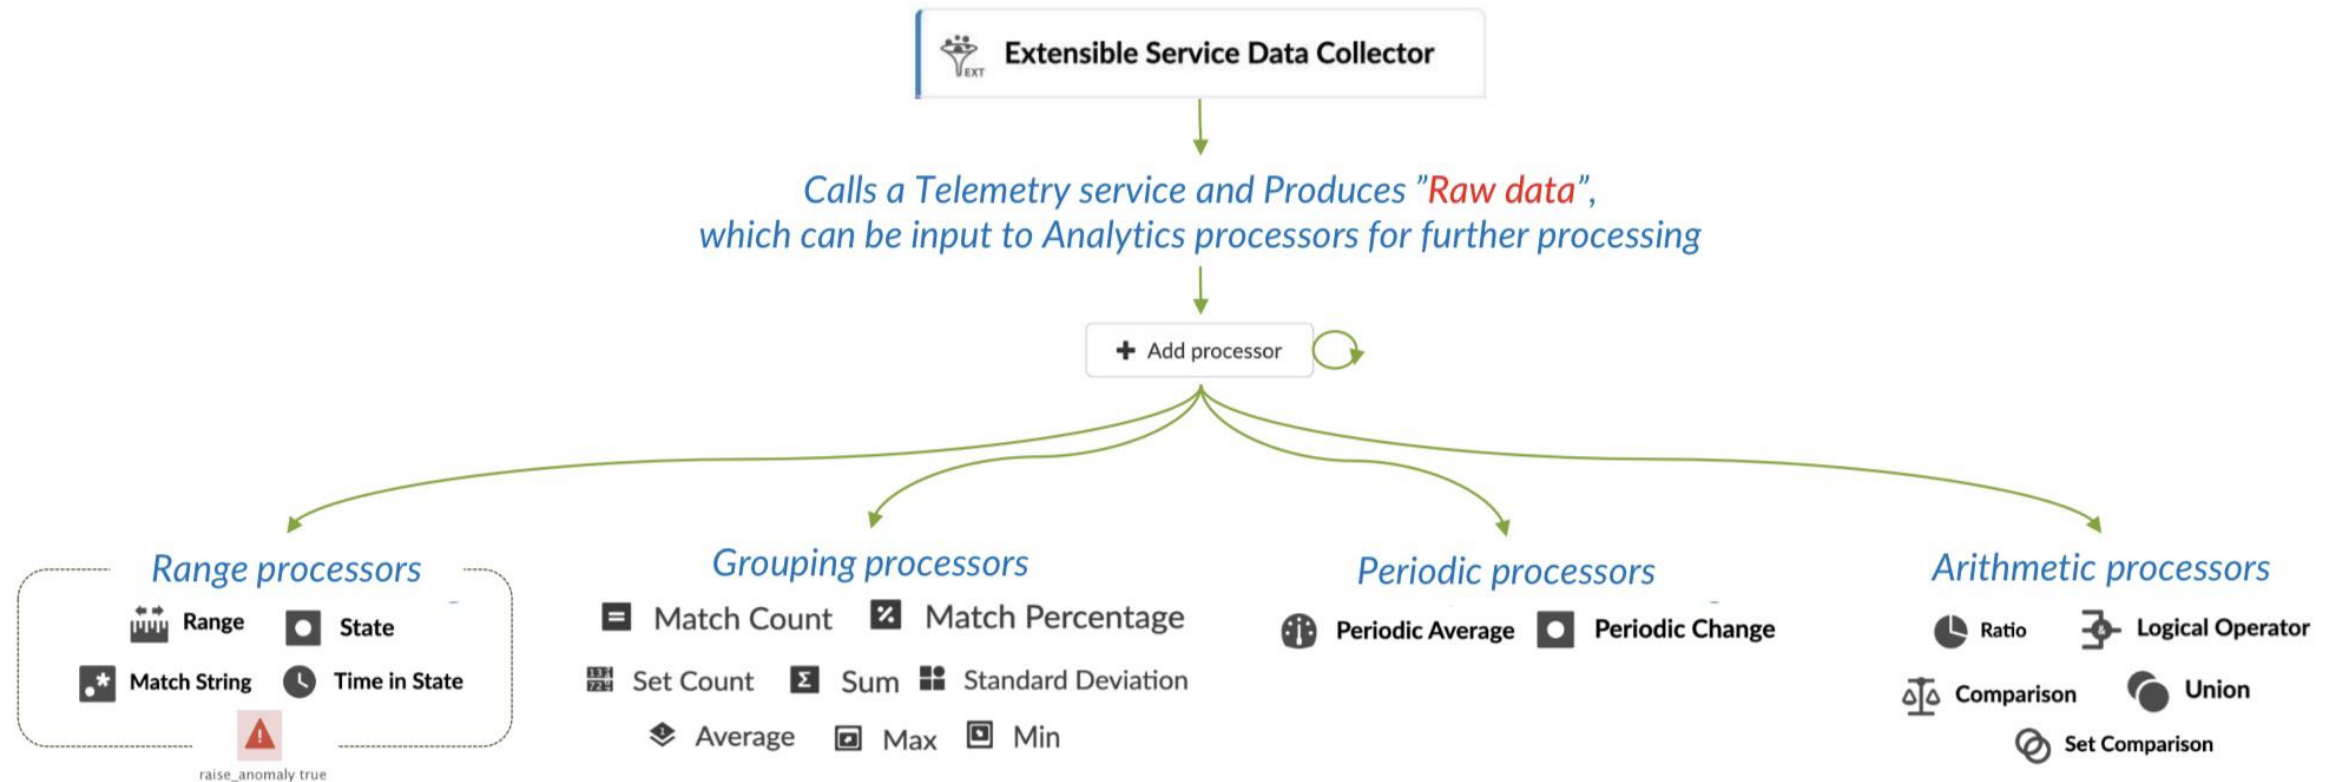 EXT
Extensible Service Data Collector
Calls a Telemetry service and Produces ”Raw data”,
which can be input to Analytics processors for further processing
Add processor
Range processors
Range
State
Match String
Time in State
raise_anomaly true
Grouping processors
Match Count
Match Percentage
Set Count
Sum
Standard Deviation
Average
Max
Min
Periodic processors
Periodic Average
Periodic Change
Arithmetic processors
Ratio
Logical Operator
Comparison
Union
Set Comparison